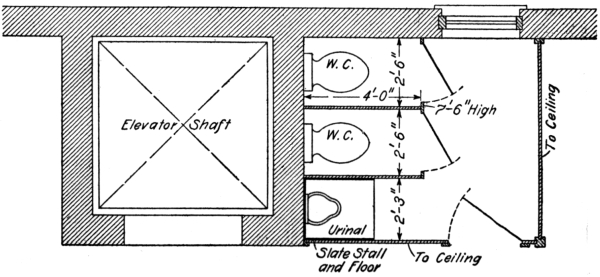 W.C.
2'-6"
4'-0"
7'-6" High
Elevator Shaft
W.C.
2'-6"
To Ceiling
2'-3"
Urinal
Slate Stall
and Floor
To Ceiling